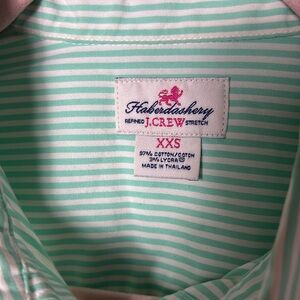 Haberdashery
REFINED J.CREW STRETCH
XXS
97% COTTON/COTON
3% LYCRA®
MADE IN THAILAND